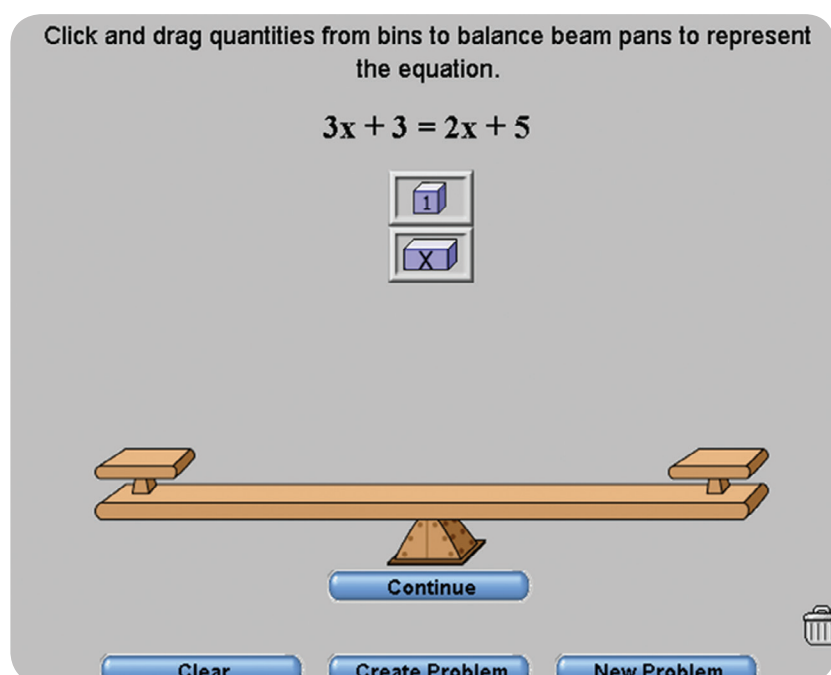 Click and drag quantities from bins to balance beam pans to represent
the equation.
3x + 3 = 2x + 5
1
X
Continue
Clear
Create Problem
New Problem